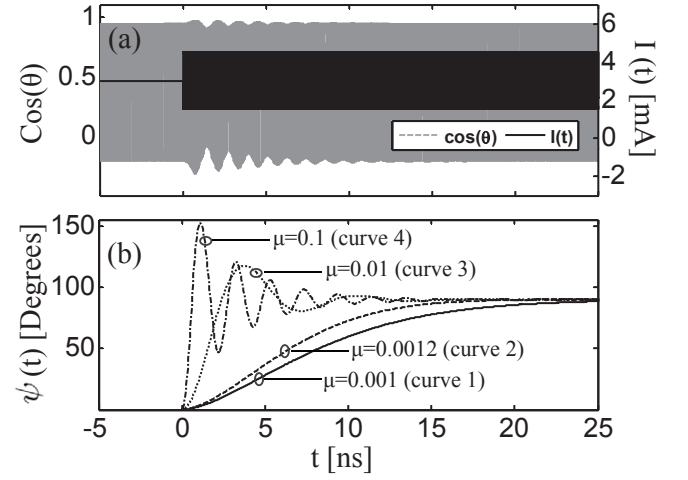 (a)
1
0.5
0
Cos(θ)
6
4
2
0
-2
I (t) [mA]
cos(θ) I(t)
(b)
150
100
50
ψ (t) [Degrees]
μ=0.1 (curve 4)
μ=0.01 (curve 3)
μ=0.0012 (curve 2)
μ=0.001 (curve 1)
-5 0 5 10 15 20 25
t [ns]